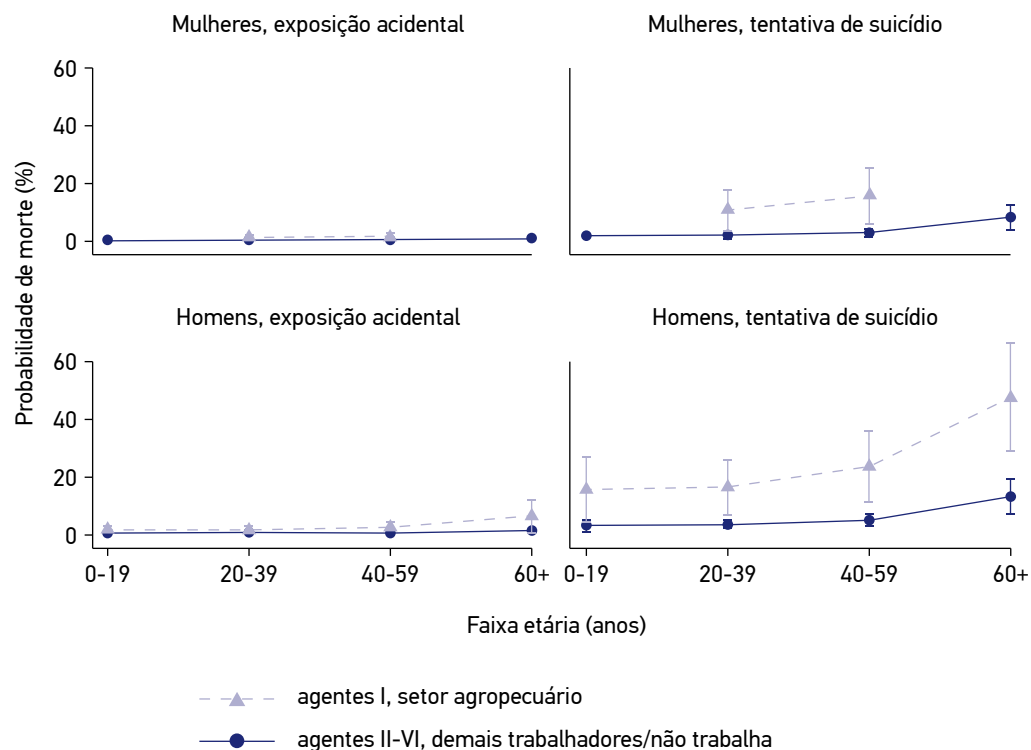 Mulheres, exposição acidental
Mulheres, tentativa de suicídio
60
40
20
0
Homens, exposição acidental
Homens, tentativa de suicídio
60
40
20
0
Probabilidade de morte (%)
0-19 20-39 40-59 60+ 0-19 20-39 40-59 60+
Faixa etária (anos)
agentes I, setor agropecuário
agentes II-VI, demais trabalhadores/não trabalha